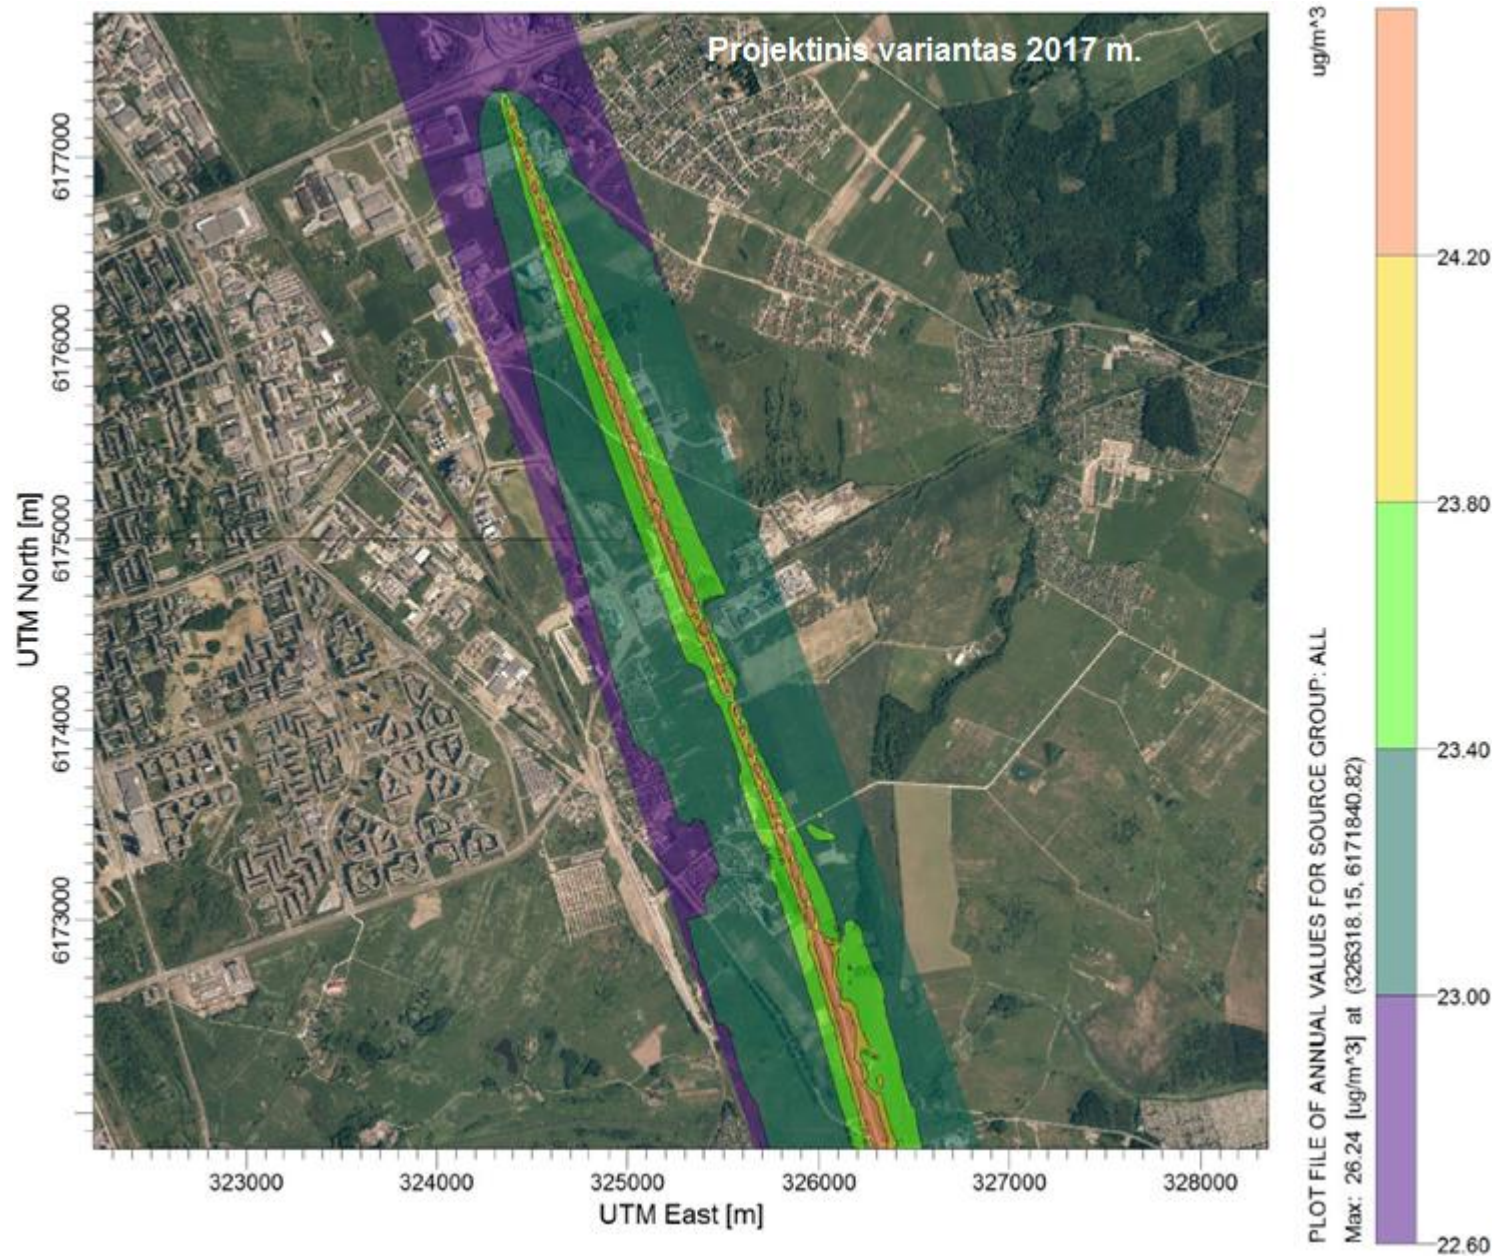 Projektinis variantas 2017 m.
ug/m^3
24.20
23.80
23.40
23.00
22.60
PLOT FILE OF ANNUAL VALUES FOR SOURCE GROUP: ALL
Max: 26.24 [ug/m^3] at (326318.15, 6171840.82)
UTM North [m]
6177000
6176000
6175000
6174000
6173000
323000
324000
325000
326000
327000
328000
UTM East [m]